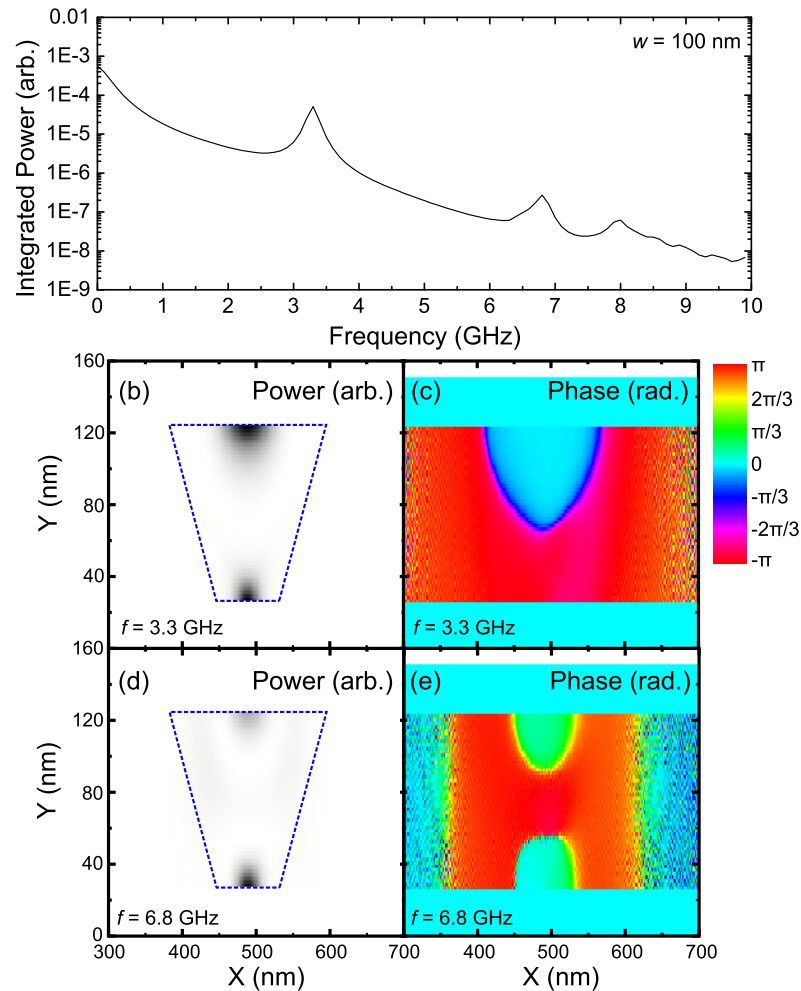 0.01
1E-3
1E-4
1E-5
1E-6
1E-7
1E-8
1E-9
Integrated Power (arb.)
w = 100 nm
0 1 2 3 4 5 6 7 8 9 10
Frequency (GHz)
160
120
80
40
160
Y (nm)
(b) Power (arb.)
f = 3.3 GHz
(c) Phase (rad.)
f = 3.3 GHz
π
2π/3
π/3
0
-π/3
-2π/3
-π
120
80
40
0
Y (nm)
(d) Power (arb.)
f = 6.8 GHz
(e) Phase (rad.)
f = 6.8 GHz
300 400 500 600 700 400 500 600 700
X (nm) X (nm)